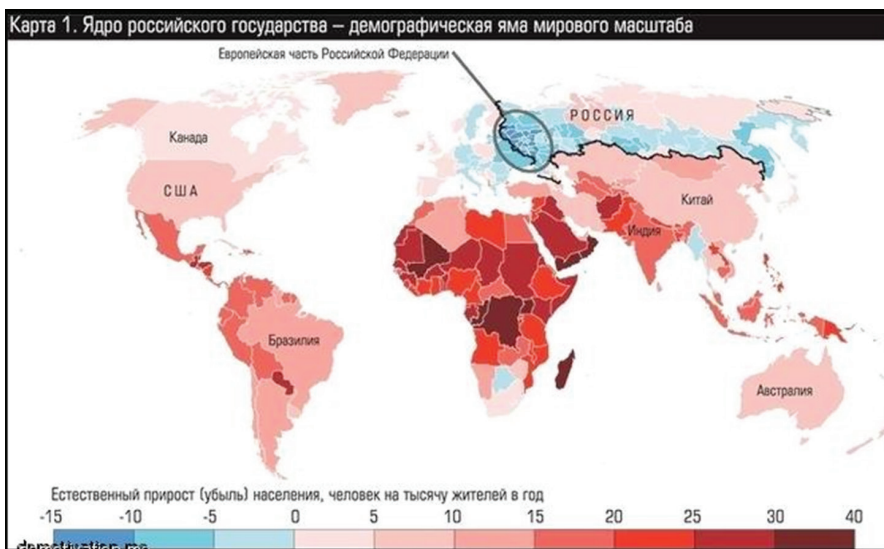 Карта 1. Ядро российского государства – демографическая яма мирового масштаба
Европейская часть Российской Федерации
РОССИЯ
Канада
США
Китай
Индия
Бразилия
Австралия
Естественный прирост (убыль) населения, человек на тысячу жителей в год
-15 -10 -5 0 5 10 15 20 25 30 40